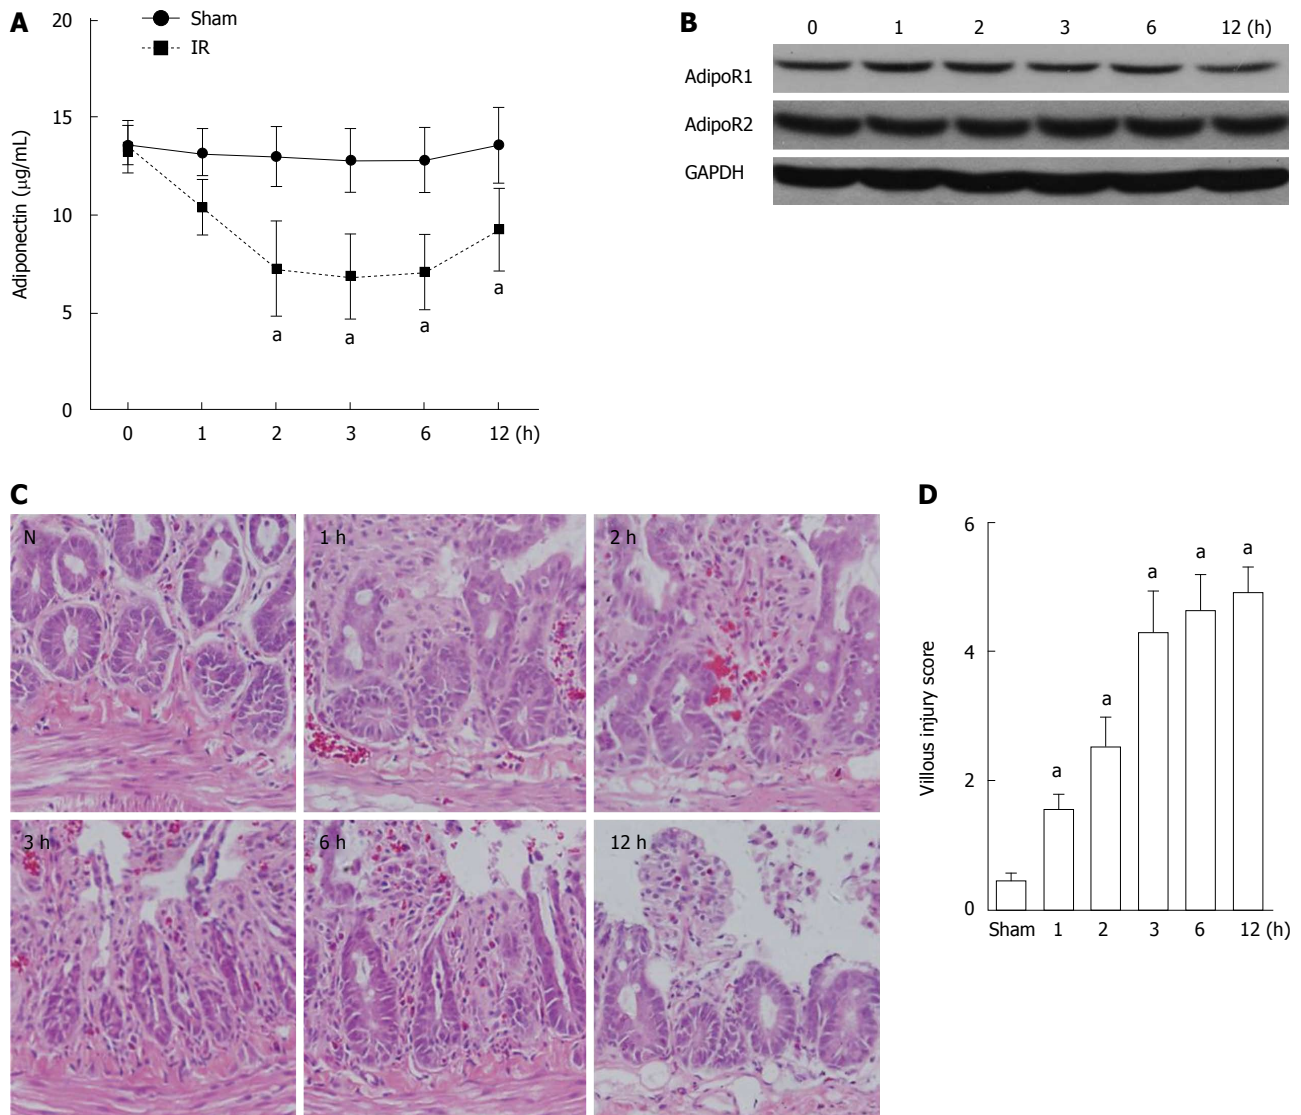 A
20
15
10
5
0
Adiponectin (μg/mL)
Sham
IR
a
a
a
a
0 1 2 3 6 12 (h)
B
0 1 2 3 6 12 (h)
AdipoR1
AdipoR2
GAPDH
C
N
1 h
2 h
3 h
6 h
12 h
D
6
4
2
0
Villous injury score
a
a
a
a
a
Sham 1 2 3 6 12 (h)